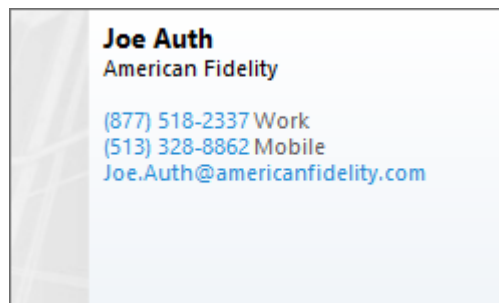 Joe Auth
American Fidelity
(877) 518-2337 Work
(513) 328-8862 Mobile
Joe.Auth@americanfidelity.com